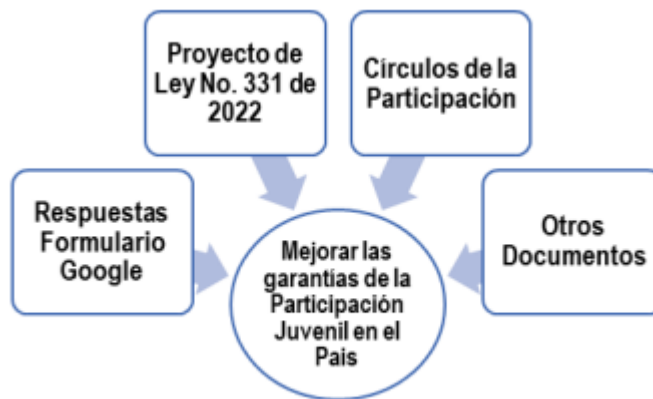 Proyecto de
Ley No. 331 de
2022
Círculos de la
Participación
Respuestas
Formulario
Google
Otros
Documentos
Mejorar las
garantías de la
Participación
Juvenil en el
Pais